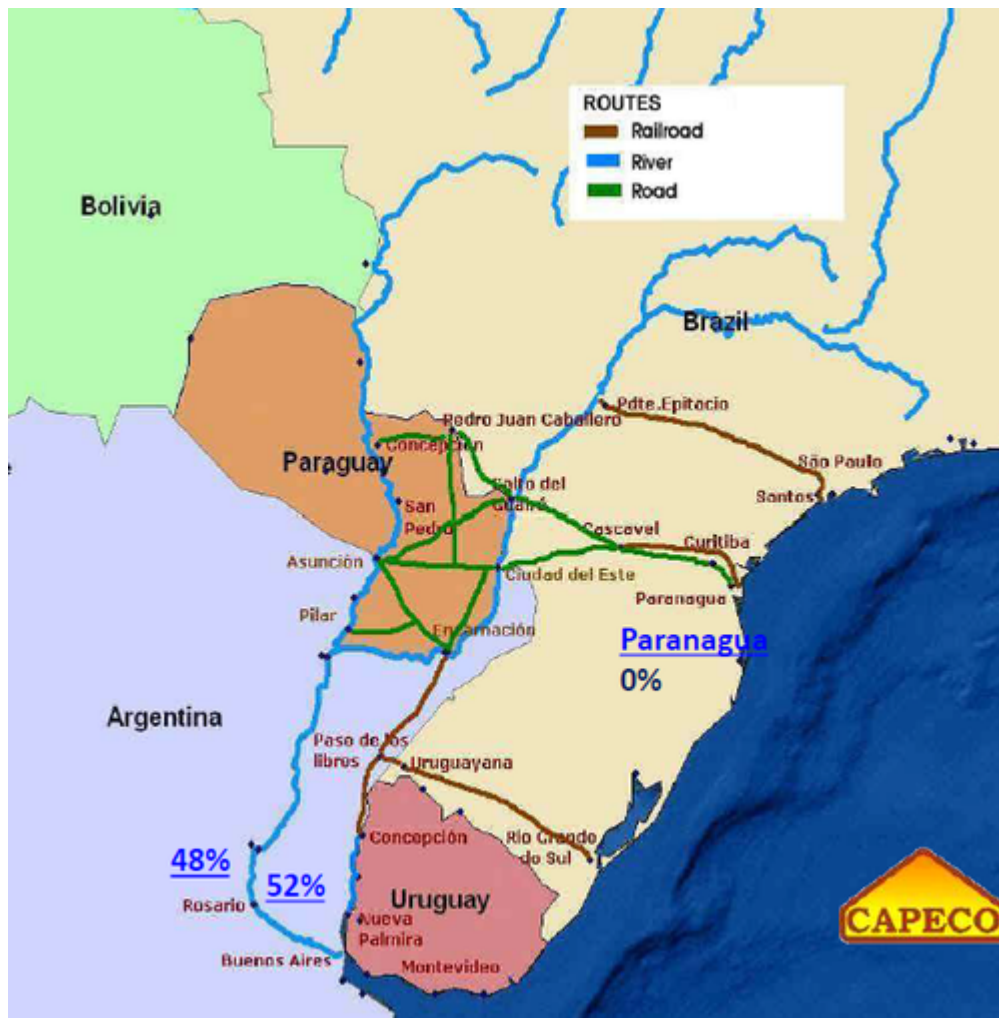 ROUTES
Railroad
River
Road
Bolivia
Brazil
Pdte.Epitacio
Pedro Juan Caballero
Concepción
Paraguay
São Paulo
Santos
Salto del
Guairá
San
Pedro
Cascavel
Curitiba
Asunción
Ciudad del Este
Paranagua
Pilar
Encarnación
Paranagua
0%
Argentina
Paso de los
libros
Uruguayana
Concepción
Rio Grande
do Sul
48%
52%
Rosario
Uruguay
Nueva
Palmira
CAPECO
Buenos Aires
Montevideo